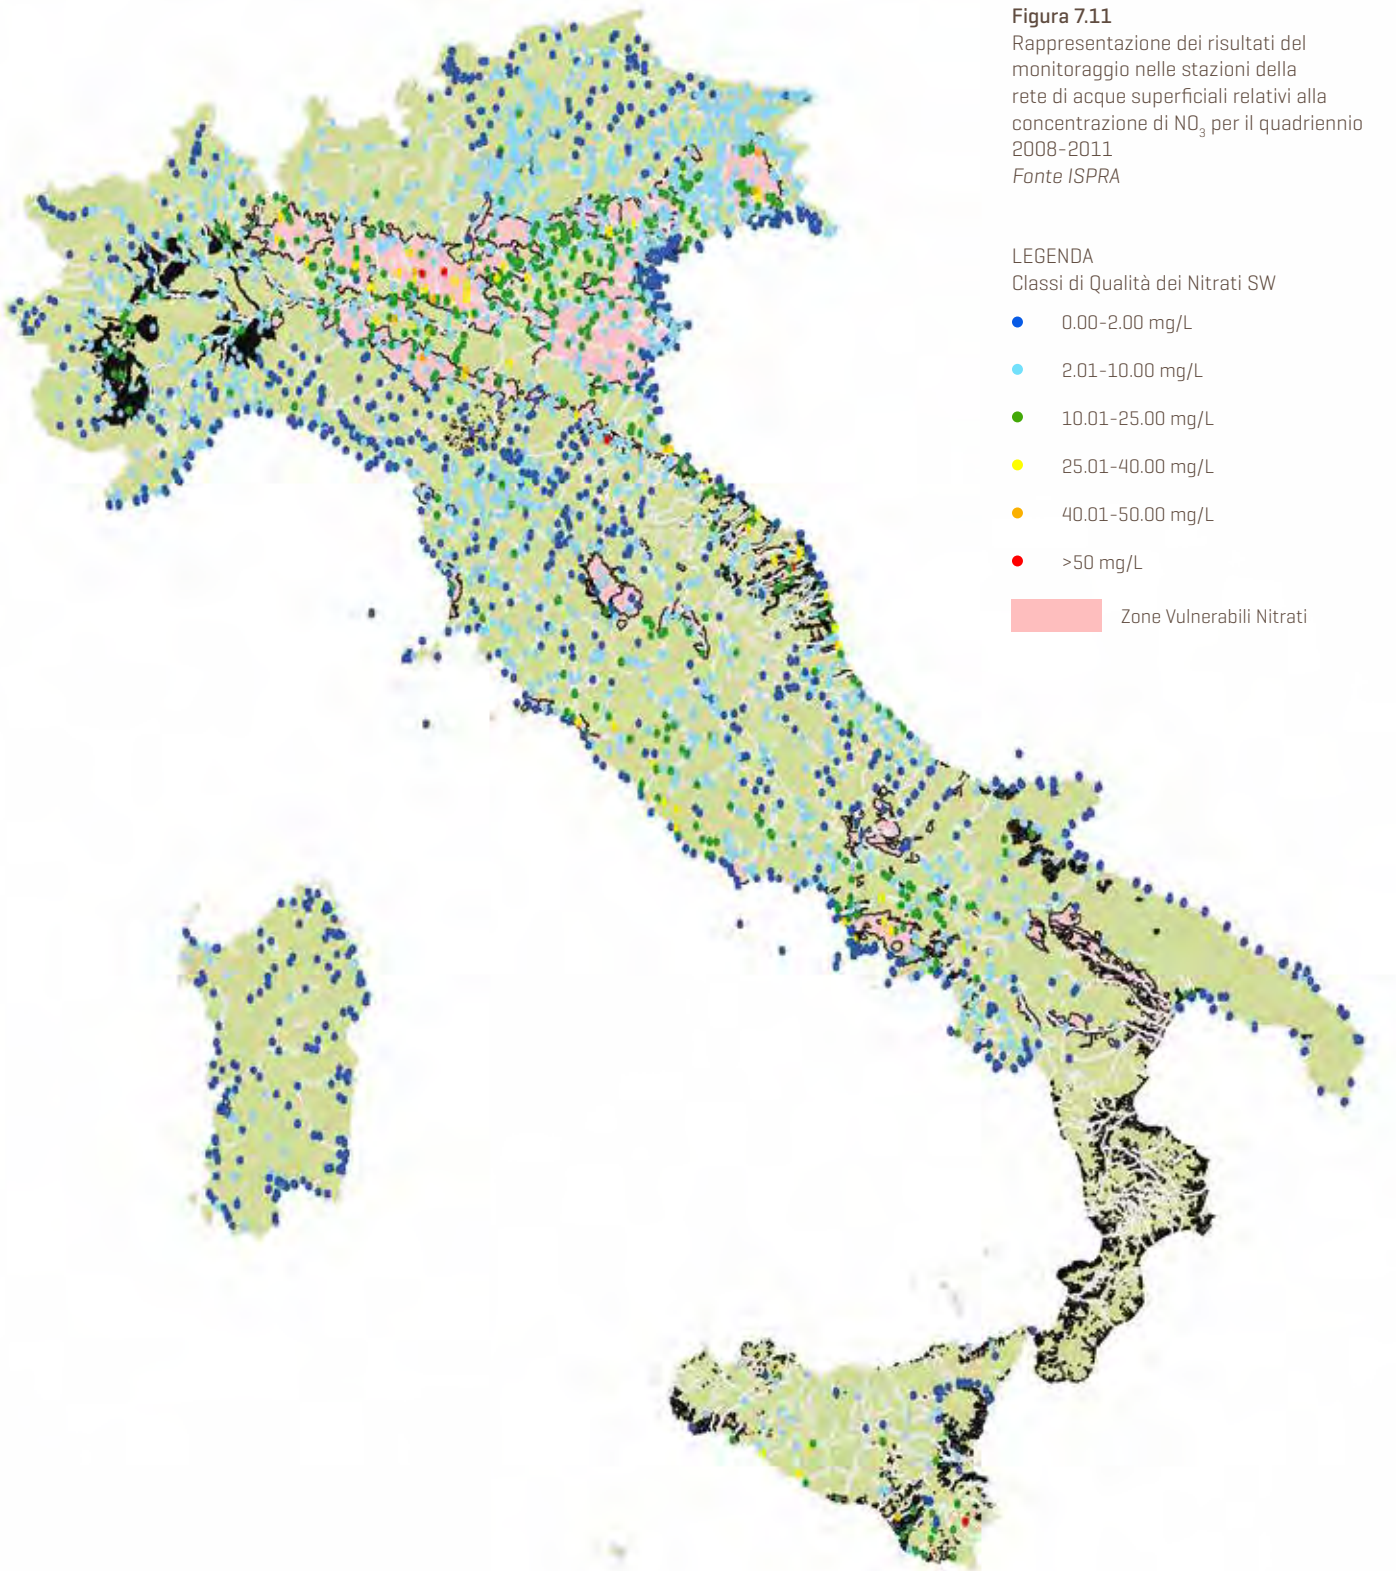 Figura 7.11
Rappresentazione dei risultati del
monitoraggio nelle stazioni della
rete di acque superficiali relativi alla
concentrazione di NO₃ per il quadriennio
2008-2011
Fonte ISPRA
LEGENDA
Classi di Qualità dei Nitrati SW
0.00-2.00 mg/L
2.01-10.00 mg/L
10.01-25.00 mg/L
25.01-40.00 mg/L
40.01-50.00 mg/L
>50 mg/L
Zone Vulnerabili Nitrati